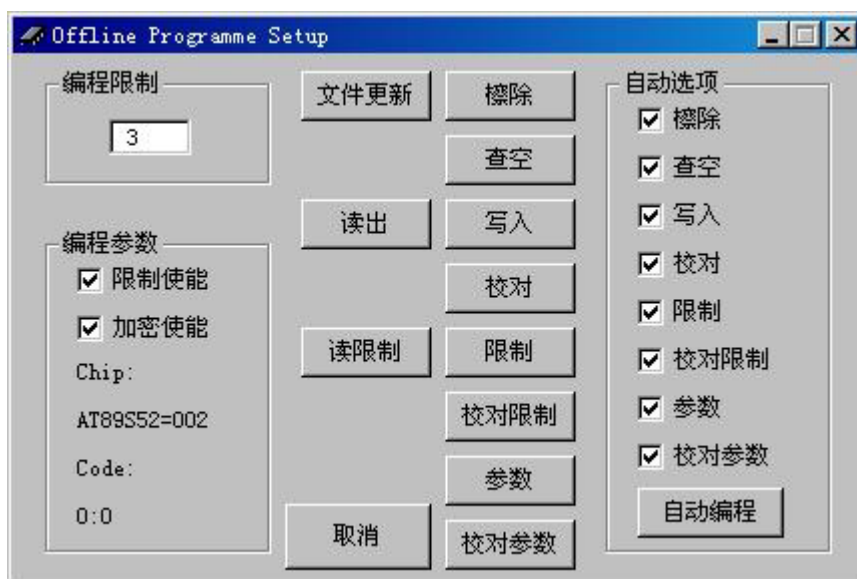 Offline Programme Setup
编程限制
3
编程参数
限制使能
加密使能
Chip:
AT89S52=002
Code:
0:0
文件更新
读出
读限制
取消
擦除
查空
写入
校对
限制
校对限制
参数
校对参数
自动选项
擦除
查空
写入
校对
限制
校对限制
参数
校对参数
自动编程